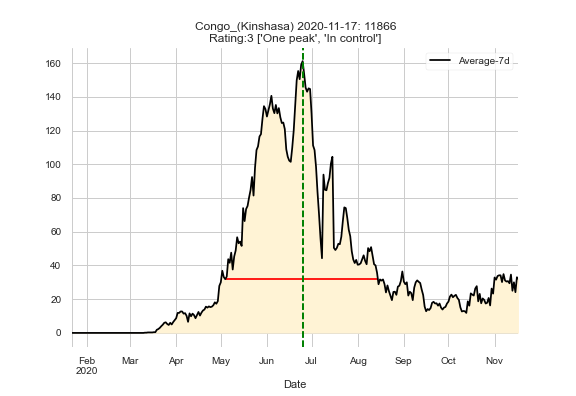 Congo_(Kinshasa) 2020-11-17: 11866
Rating:3 ['One peak', 'In control']
Average-7d
160
140
120
100
80
60
40
20
0
Feb Mar Apr May Jun Jul Aug Sep Oct Nov
2020
Date